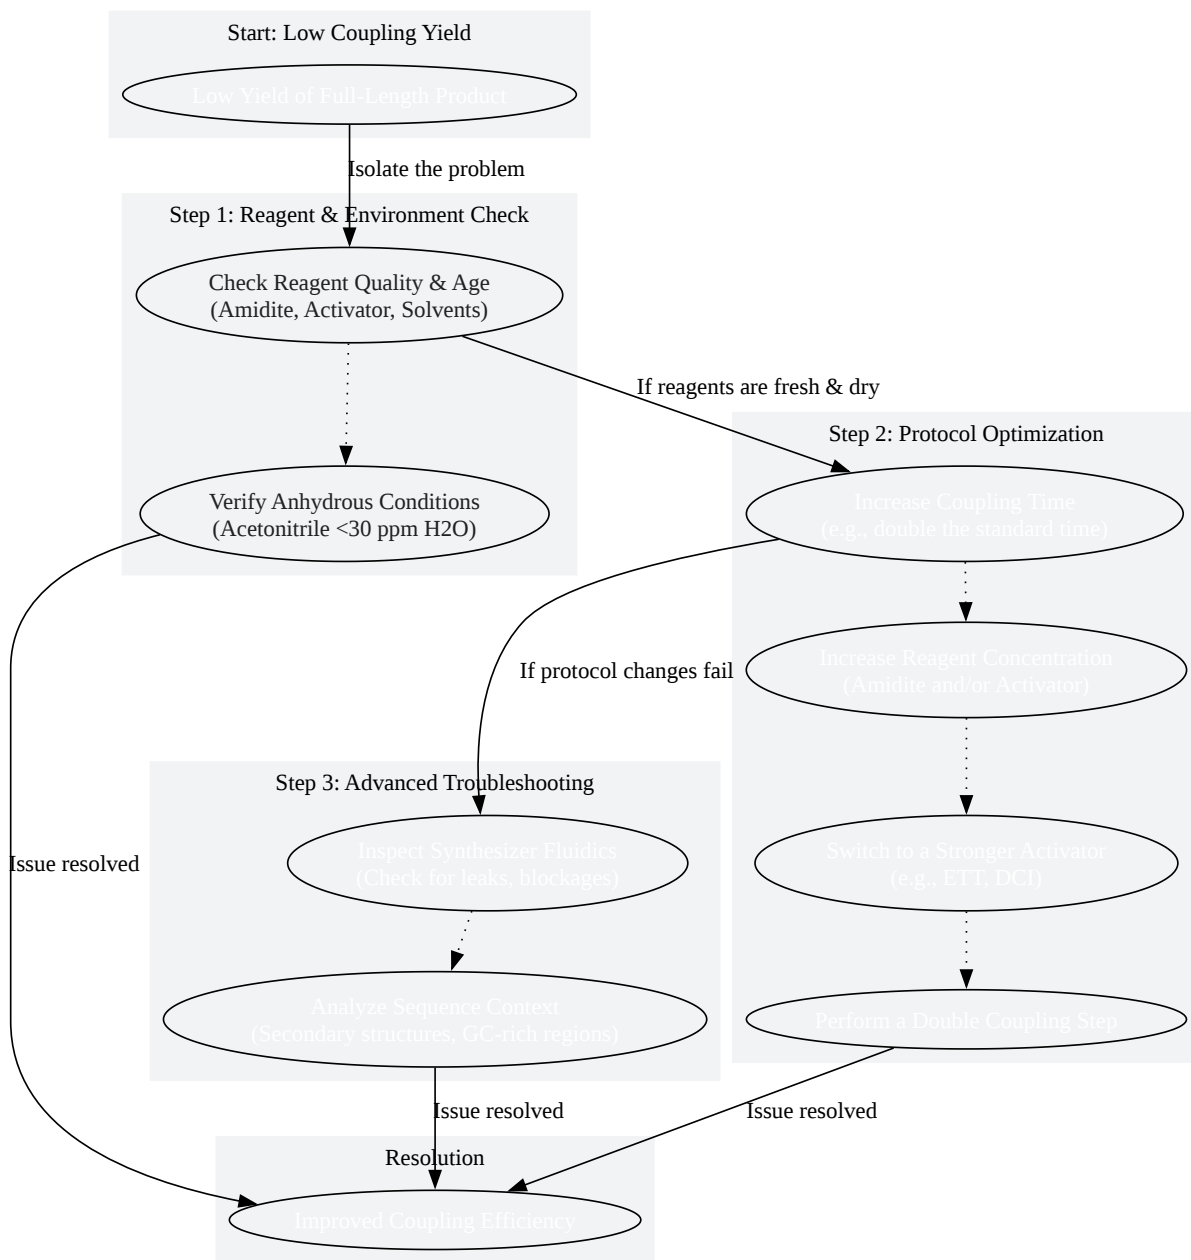 Start: Low Coupling Yield
Low Yield of Full-Length Product
Isolate the problem
Step 1: Reagent & Environment Check
Check Reagent Quality & Age
(Amidite, Activator, Solvents)
If reagents are fresh & dry
Step 2: Protocol Optimization
Verify Anhydrous Conditions
(Acetonitrile <30 ppm H2O)
Increase Coupling Time
(e.g., double the standard time)
Increase Reagent Concentration
(Amidite and/or Activator)
If protocol changes fail
Step 3: Advanced Troubleshooting
Inspect Synthesizer Fluidics
(Check for leaks, blockages)
Switch to a Stronger Activator
(e.g., ETT, DCI)
Issue resolved
Analyze Sequence Context
(Secondary structures, GC-rich regions)
Perform a Double Coupling Step
Issue resolved
Issue resolved
Resolution
Improved Coupling Efficiency